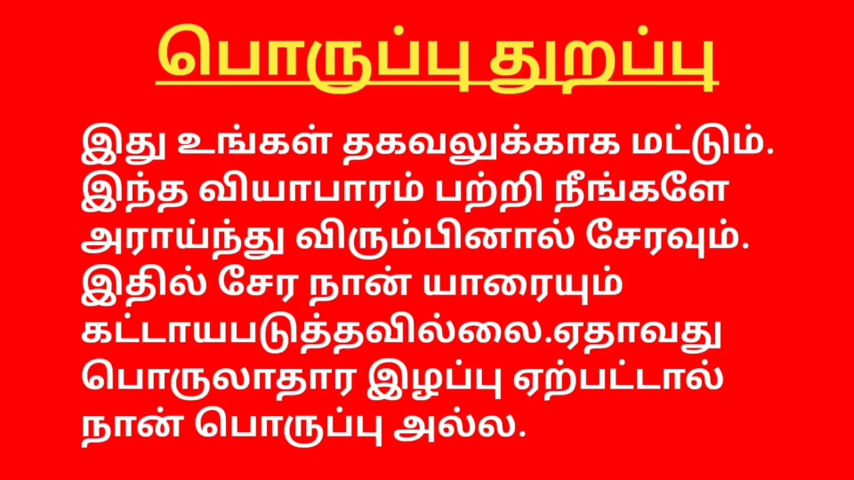 பொருப்பு துறப்பு
இது உங்கள் தகவலுக்காக மட்டும்.
இந்த வியாபாரம் பற்றி நீங்களே
அராய்ந்து விரும்பினால் சேரவும்.
இதில் சேர நான் யாரையும்
கட்டாயபடுத்தவில்லை.ஏதாவது
பொருலாதார இழப்பு ஏற்பட்டால்
நான் பொருப்பு அல்ல.